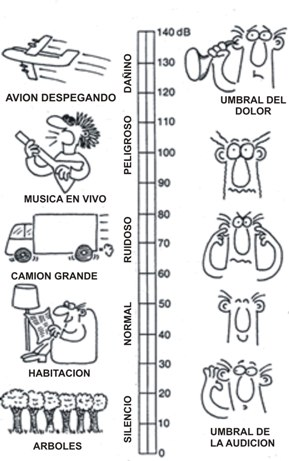 140 dB
130
120
110
100
90
80
70
60
50
40
30
20
10
0
DAÑINO
PELIGROSO
RUIDOSO
NORMAL
SILENCIO
AVION DESPEGANDO
MUSICA EN VIVO
CAMION GRANDE
HABITACION
ARBOLES
UMBRAL DEL
DOLOR
UMBRAL DE
LA AUDICION